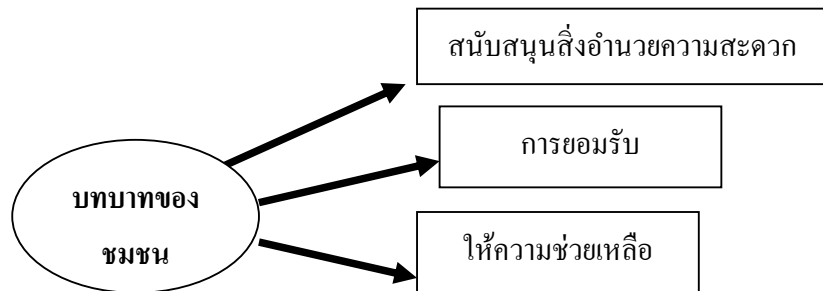 สนับสนุนสิ่งอำนวยความสะดวก
การยอมรับ
บทบาทของ
ชมชน
ให้ความช่วยเหลือ